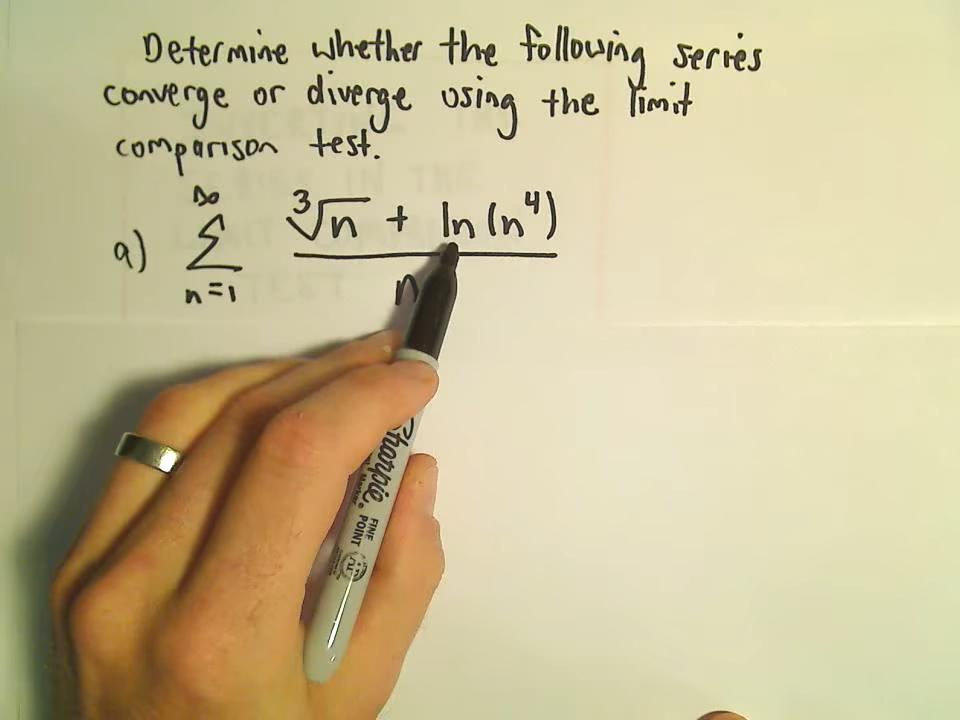 Determine whether the following series
converge or diverge using the limit
comparison test.
a) ∑_{n=1}^{∞} (∛n + ln(n⁴)) / n
Sharpie
FINE
POINT